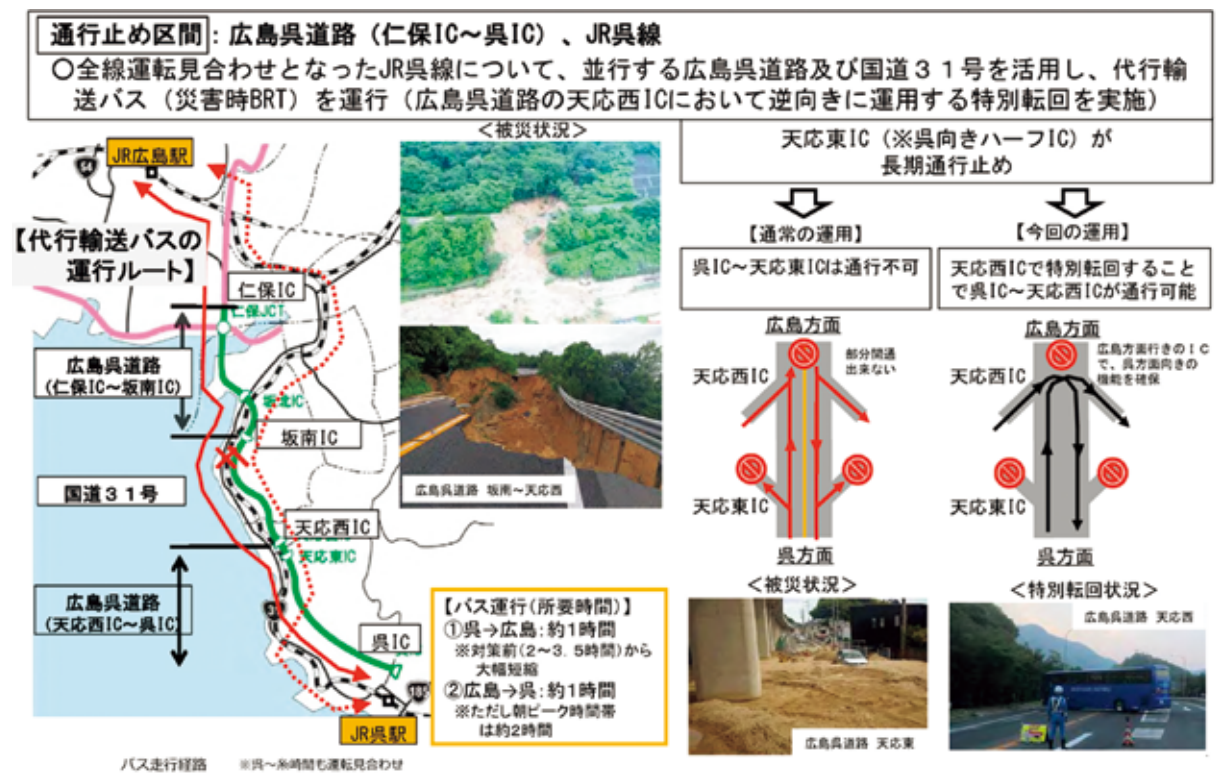 通行止め区間：広島呉道路（仁保IC～呉IC）、JR呉線
○全線運転見合わせとなったJR呉線について、並行する広島呉道路及び国道３１号を活用し、代行輸
送バス（災害時BRT）を運行（広島呉道路の天応西ICにおいて逆向きに運用する特別転回を実施）
JR広島駅
54
【代行輸送バスの
運行ルート】
仁保IC
仁保JCT
広島呉道路
(仁保IC～坂南IC)
坂北IC
坂南IC
国道３１号
天応西IC
天応東IC
広島呉道路
(天応西IC～呉IC)
呉IC
185
JR呉駅
バス走行経路　※呉～糸崎間も運転見合わせ
＜被災状況＞
広島呉道路 坂南～天応西
【バス運行(所要時間)】
①呉→広島：約1時間
※対策前(2～3．5時間)から
大幅短縮
②広島→呉：約1時間
※ただし朝ピーク時間帯
は約2時間
天応東IC（※呉向きハーフIC）が
長期通行止め
【通常の運用】
呉IC～天応東ICは通行不可
広島方面
部分開通
出来ない
天応西IC
天応東IC
呉方面
【今回の運用】
天応西ICで特別転回すること
で呉IC～天応西ICが通行可能
広島方面
広島方面行きのＩＣ
で、呉方面向きの
機能を確保
天応西IC
天応東IC
呉方面
＜被災状況＞
広島呉道路 天応東
＜特別転回状況＞
広島呉道路 天応西